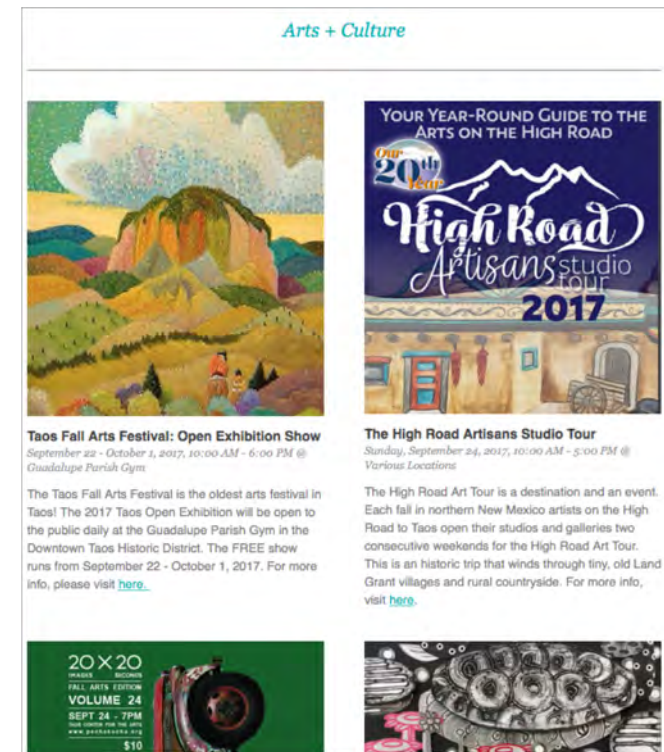 Arts + Culture
YOUR YEAR-ROUND GUIDE TO THE
ARTS ON THE HIGH ROAD
Our
20th
Year
High Road
Artisans studio
tour
2017
Taos Fall Arts Festival: Open Exhibition Show
September 22 - October 1, 2017, 10:00 AM - 6:00 PM @
Guadalupe Parish Gym
The Taos Fall Arts Festival is the oldest arts festival in
Taos! The 2017 Taos Open Exhibition will be open to
the public daily at the Guadalupe Parish Gym in the
Downtown Taos Historic District. The FREE show
runs from September 22 - October 1, 2017. For more
info, please visit here.
The High Road Artisans Studio Tour
Sunday, September 24, 2017, 10:00 AM - 5:00 PM @
Various Locations
The High Road Art Tour is a destination and an event.
Each fall in northern New Mexico artists on the High
Road to Taos open their studios and galleries two
consecutive weekends for the High Road Art Tour.
This is an historic trip that winds through tiny, old Land
Grant villages and rural countryside. For more info,
visit here.
20×20
IMAGES SECONDS
FALL ARTS EDITION
VOLUME 24
SEPT 24 - 7PM
TAOS CENTER FOR THE ARTS
www.pechakucha.org
$10